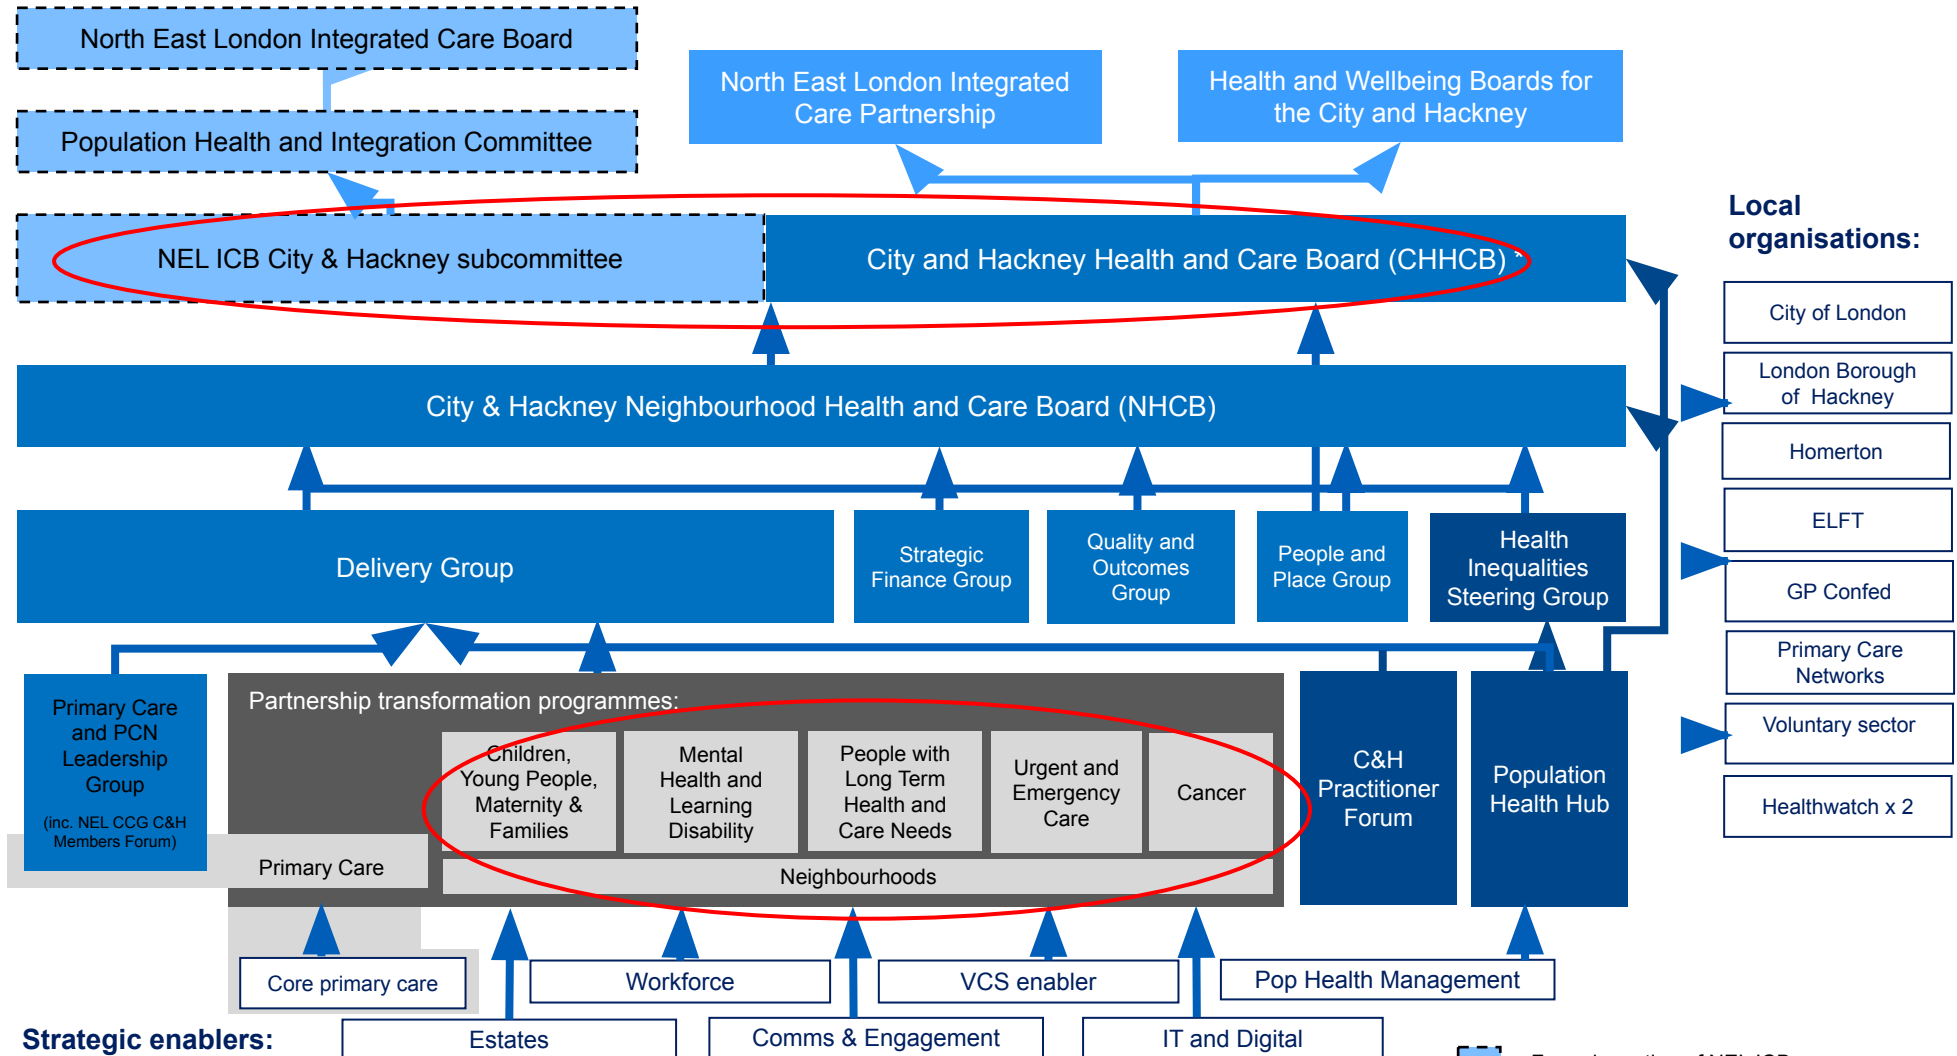 North East London Integrated Care Board
Population Health and Integration Committee
North East London Integrated
Care Partnership
Health and Wellbeing Boards for
the City and Hackney
NEL ICB City & Hackney subcommittee
City and Hackney Health and Care Board (CHHCB) *
City & Hackney Neighbourhood Health and Care Board (NHCB)
Delivery Group
Strategic
Finance Group
Quality and
Outcomes
Group
People and
Place Group
Health
Inequalities
Steering Group
Primary Care
and PCN
Leadership
Group
(inc. NEL CCG C&H
Members Forum)
Partnership transformation programmes:
Children,
Young People,
Maternity &
Families
Mental
Health and
Learning
Disability
People with
Long Term
Health and
Care Needs
Urgent and
Emergency
Care
Cancer
Primary Care
Neighbourhoods
C&H
Practitioner
Forum
Population
Health Hub
Core primary care
Workforce
VCS enabler
Pop Health Management
Strategic enablers:
Estates
Comms & Engagement
IT and Digital
Local
organisations:
City of London
London Borough
of Hackney
Homerton
ELFT
GP Confed
Primary Care
Networks
Voluntary sector
Healthwatch x 2